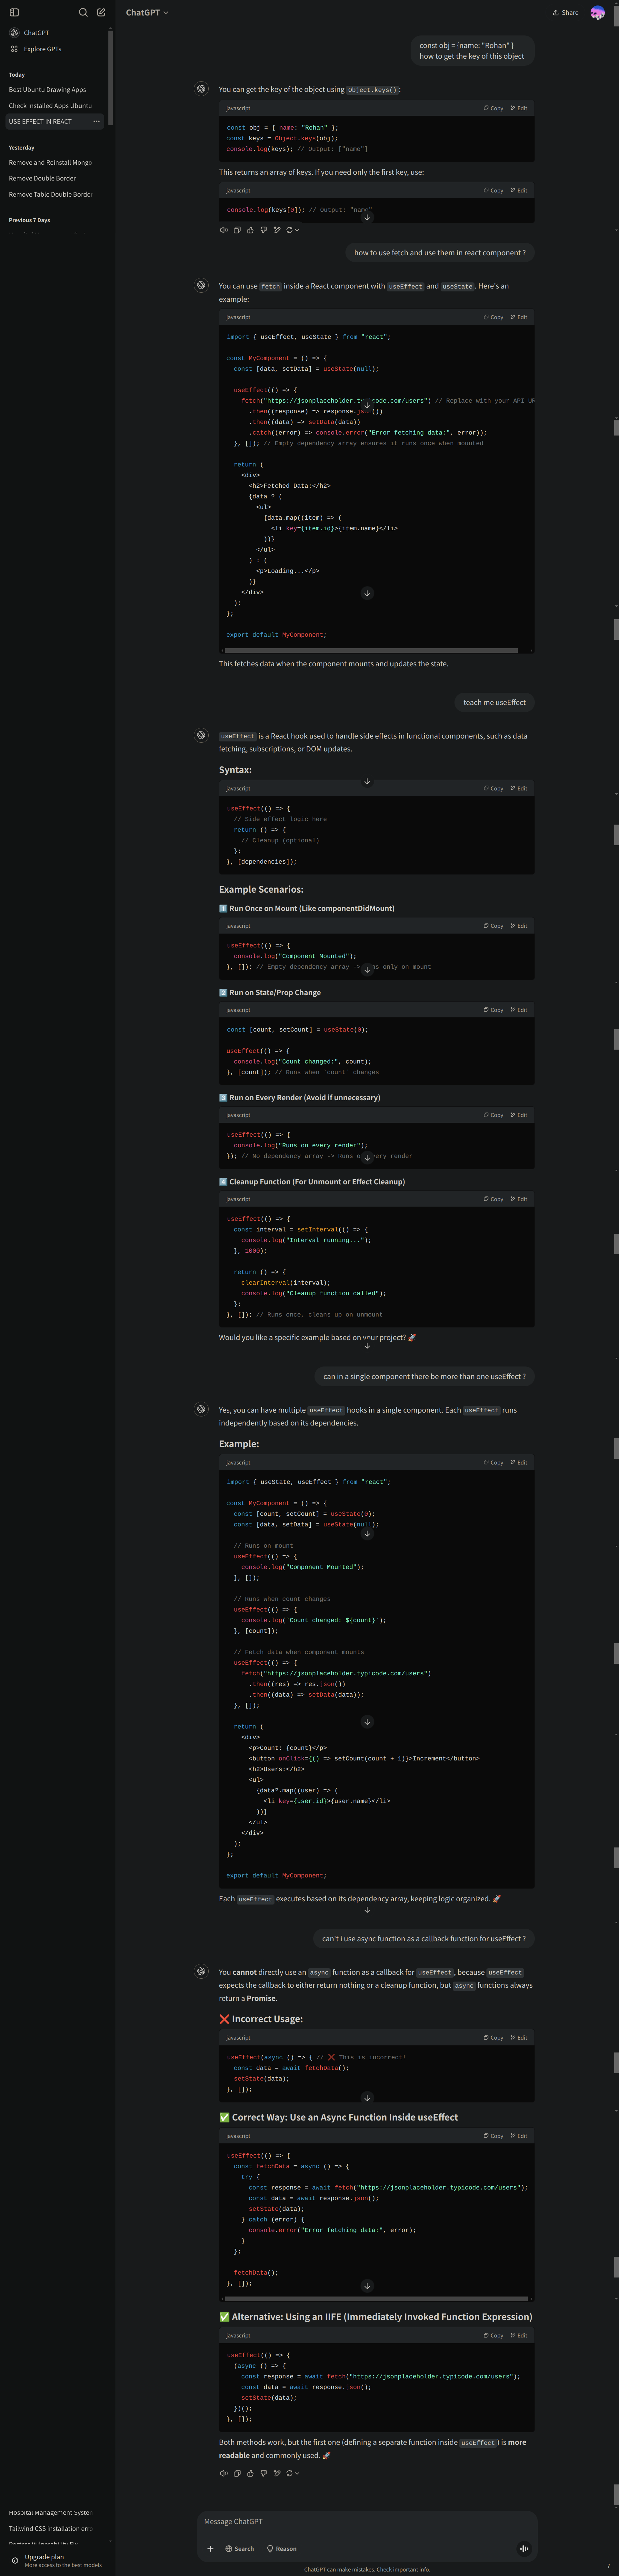 ChatGPT
Explore GPTs
Today
Best Ubuntu Drawing Apps
Check Installed Apps Ubuntu
USE EFFECT IN REACT
Yesterday
Remove and Reinstall Mongo
Remove Double Border
Remove Table Double Border
Previous 7 Days
ChatGPT
Share
const obj = {name: "Rohan" }
how to get the key of this object
You can get the key of the object using Object.keys():
javascript
Copy Edit
const obj = { name: "Rohan" };
const keys = Object.keys(obj);
console.log(keys); // Output: ["name"]
This returns an array of keys. If you need only the first key, use:
javascript
Copy Edit
console.log(keys[0]); // Output: "name"
how to use fetch and use them in react component ?
You can use fetch inside a React component with useEffect and useState. Here's an
example:
javascript
Copy Edit
import { useEffect, useState } from "react";
const MyComponent = () => {
const [data, setData] = useState(null);
useEffect(() => {
fetch("https://jsonplaceholder.typicode.com/users") // Replace with your API UR
.then((response) => response.json())
.then((data) => setData(data))
.catch((error) => console.error("Error fetching data:", error));
}, []); // Empty dependency array ensures it runs once when mounted
return (
<div>
<h2>Fetched Data:</h2>
{data ? (
<ul>
{data.map((item) => (
<li key={item.id}>{item.name}</li>
))}
</ul>
) : (
<p>Loading...</p>
)}
</div>
);
};
export default MyComponent;
This fetches data when the component mounts and updates the state.
teach me useEffect
useEffect is a React hook used to handle side effects in functional components, such as data
fetching, subscriptions, or DOM updates.
Syntax:
javascript
Copy Edit
useEffect(() => {
// Side effect logic here
return () => {
// Cleanup (optional)
};
}, [dependencies]);
Example Scenarios:
1️⃣ Run Once on Mount (Like componentDidMount)
javascript
Copy Edit
useEffect(() => {
console.log("Component Mounted");
}, []); // Empty dependency array -> Runs only on mount
2️⃣ Run on State/Prop Change
javascript
Copy Edit
const [count, setCount] = useState(0);
useEffect(() => {
console.log("Count changed:", count);
}, [count]); // Runs when `count` changes
3️⃣ Run on Every Render (Avoid if unnecessary)
javascript
Copy Edit
useEffect(() => {
console.log("Runs on every render");
}); // No dependency array -> Runs on every render
4️⃣ Cleanup Function (For Unmount or Effect Cleanup)
javascript
Copy Edit
useEffect(() => {
const interval = setInterval(() => {
console.log("Interval running...");
}, 1000);
return () => {
clearInterval(interval);
console.log("Cleanup function called");
};
}, []); // Runs once, cleans up on unmount
Would you like a specific example based on your project? 🚀
can in a single component there be more than one useEffect ?
Yes, you can have multiple useEffect hooks in a single component. Each useEffect runs
independently based on its dependencies.
Example:
javascript
Copy Edit
import { useState, useEffect } from "react";
const MyComponent = () => {
const [count, setCount] = useState(0);
const [data, setData] = useState(null);
// Runs on mount
useEffect(() => {
console.log("Component Mounted");
}, []);
// Runs when count changes
useEffect(() => {
console.log(`Count changed: ${count}`);
}, [count]);
// Fetch data when component mounts
useEffect(() => {
fetch("https://jsonplaceholder.typicode.com/users")
.then((res) => res.json())
.then((data) => setData(data));
}, []);
return (
<div>
<p>Count: {count}</p>
<button onClick={() => setCount(count + 1)}>Increment</button>
<h2>Users:</h2>
<ul>
{data?.map((user) => (
<li key={user.id}>{user.name}</li>
))}
</ul>
</div>
);
};
export default MyComponent;
Each useEffect executes based on its dependency array, keeping logic organized. 🚀
can't i use async function as a callback function for useEffect ?
You cannot directly use an async function as a callback for useEffect, because useEffect
expects the callback to either return nothing or a cleanup function, but async functions always
return a Promise.
❌ Incorrect Usage:
javascript
Copy Edit
useEffect(async () => { // ❌ This is incorrect!
const data = await fetchData();
setState(data);
}, []);
✅ Correct Way: Use an Async Function Inside useEffect
javascript
Copy Edit
useEffect(() => {
const fetchData = async () => {
try {
const response = await fetch("https://jsonplaceholder.typicode.com/users");
const data = await response.json();
setState(data);
} catch (error) {
console.error("Error fetching data:", error);
}
};
fetchData();
}, []);
✅ Alternative: Using an IIFE (Immediately Invoked Function Expression)
javascript
Copy Edit
useEffect(() => {
(async () => {
const response = await fetch("https://jsonplaceholder.typicode.com/users");
const data = await response.json();
setState(data);
})();
}, []);
Both methods work, but the first one (defining a separate function inside useEffect) is more
readable and commonly used. 🚀
Hospital Management System
Tailwind CSS installation erro
Upgrade plan
More access to the best models
Message ChatGPT
Search
Reason
ChatGPT can make mistakes. Check important info.
?